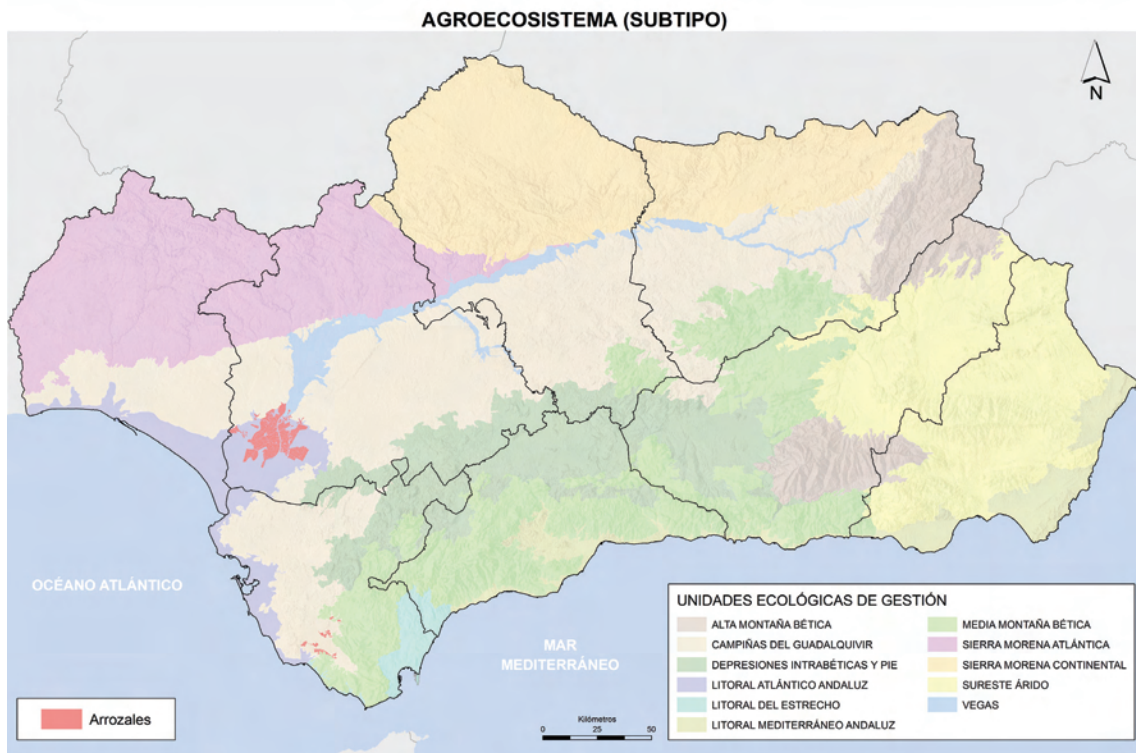 AGROECOSISTEMA (SUBTIPO)
N
OCÉANO ATLÁNTICO
MAR
MEDITERRÁNEO
Arrozales
Kilómetros
0 25 50
UNIDADES ECOLÓGICAS DE GESTIÓN
ALTA MONTAÑA BÉTICA
CAMPIÑAS DEL GUADALQUIVIR
DEPRESIONES INTRABÉTICAS Y PIE
LITORAL ATLÁNTICO ANDALUZ
LITORAL DEL ESTRECHO
LITORAL MEDITERRÁNEO ANDALUZ
MEDIA MONTAÑA BÉTICA
SIERRA MORENA ATLÁNTICA
SIERRA MORENA CONTINENTAL
SURESTE ÁRIDO
VEGAS